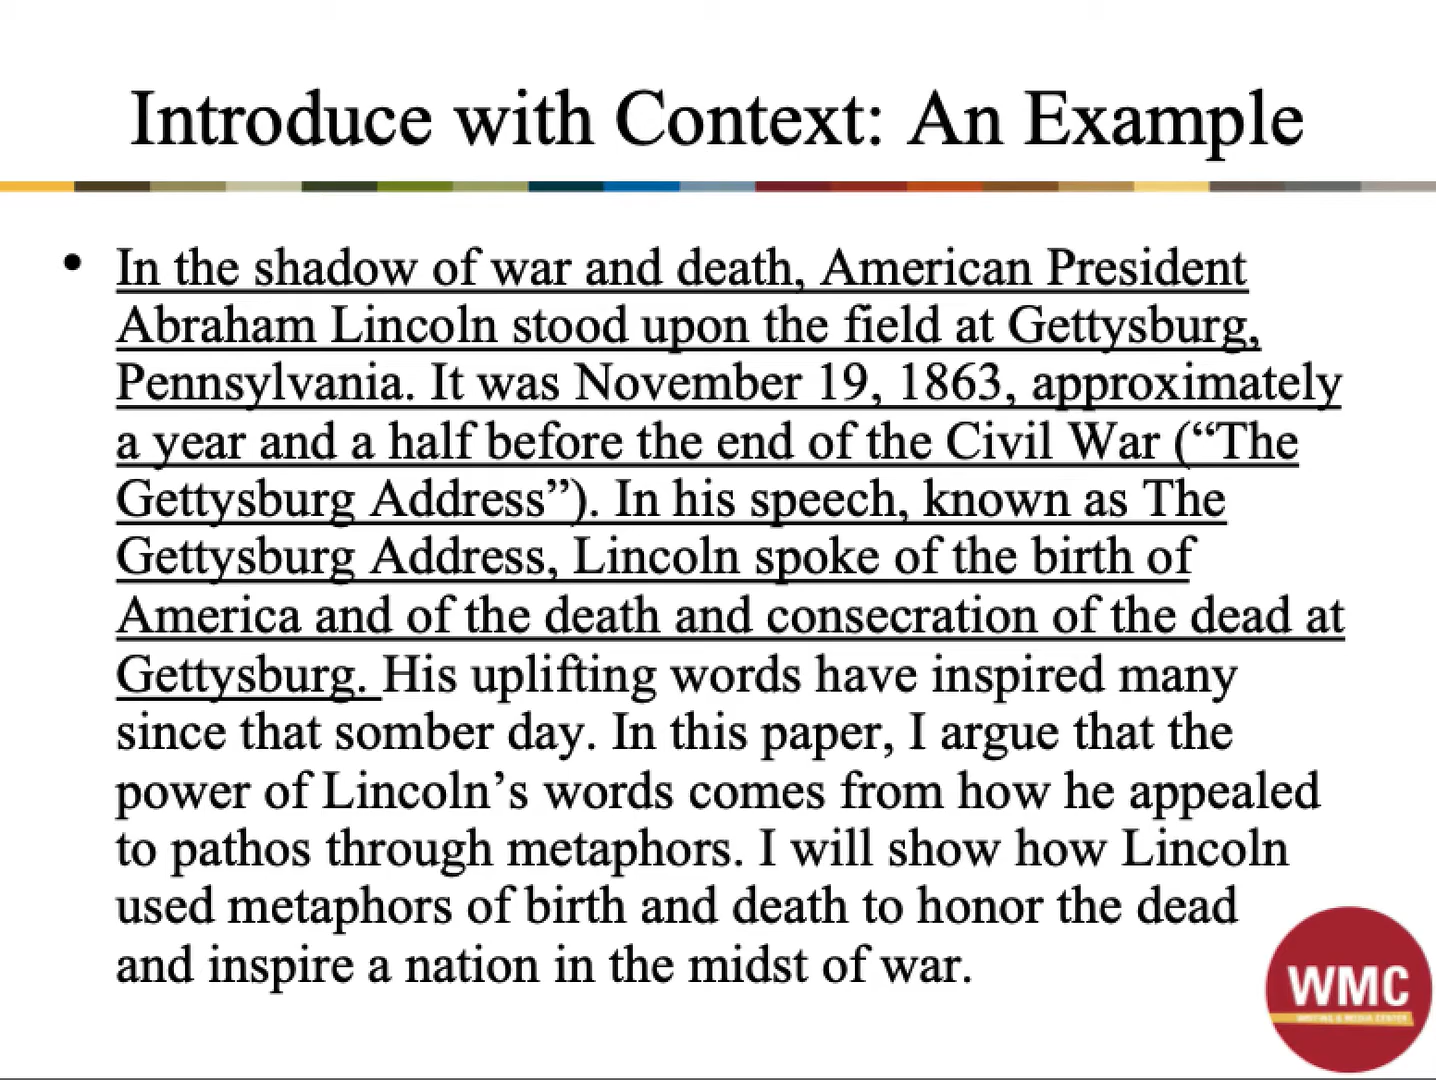 Introduce with Context: An Example
• In the shadow of war and death, American President
Abraham Lincoln stood upon the field at Gettysburg,
Pennsylvania. It was November 19, 1863, approximately
a year and a half before the end of the Civil War (“The
Gettysburg Address”). In his speech, known as The
Gettysburg Address, Lincoln spoke of the birth of
America and of the death and consecration of the dead at
Gettysburg. His uplifting words have inspired many
since that somber day. In this paper, I argue that the
power of Lincoln’s words comes from how he appealed
to pathos through metaphors. I will show how Lincoln
used metaphors of birth and death to honor the dead
and inspire a nation in the midst of war.
WMC
WRITING & MEDIA CENTER